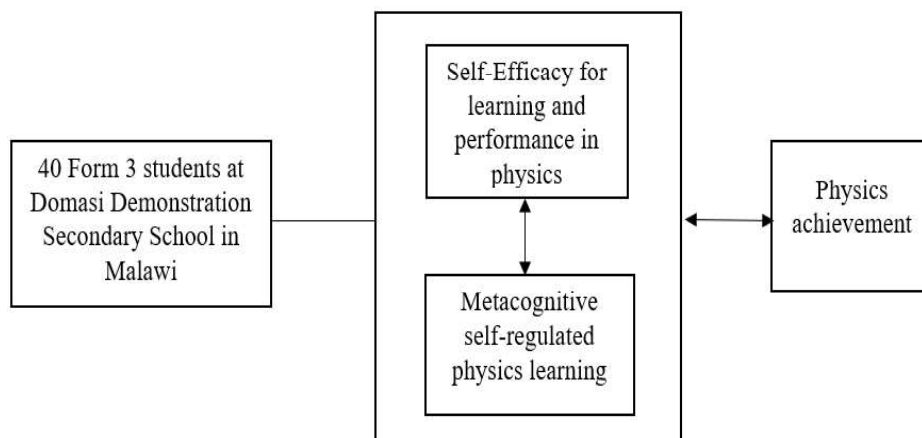 40 Form 3 students at
Domasi Demonstration
Secondary School in
Malawi
Self-Efficacy for
learning and
performance in
physics
Metacognitive
self-regulated
physics learning
Physics
achievement